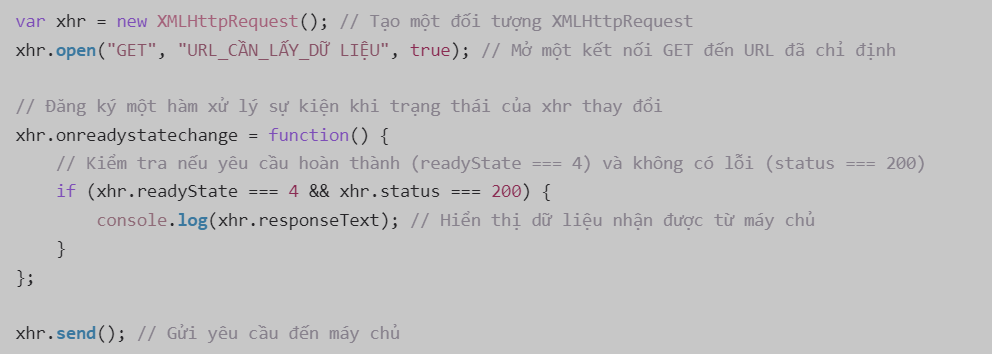 var xhr = new XMLHttpRequest(); // Tạo một đối tượng XMLHttpRequest
xhr.open("GET", "URL_CẦN_LẤY_DỮ LIỆU", true); // Mở một kết nối GET đến URL đã chỉ định
// Đăng ký một hàm xử lý sự kiện khi trạng thái của xhr thay đổi
xhr.onreadystatechange = function() {
    // Kiểm tra nếu yêu cầu hoàn thành (readyState === 4) và không có lỗi (status === 200)
    if (xhr.readyState === 4 && xhr.status === 200) {
        console.log(xhr.responseText); // Hiển thị dữ liệu nhận được từ máy chủ
    }
};
xhr.send(); // Gửi yêu cầu đến máy chủ